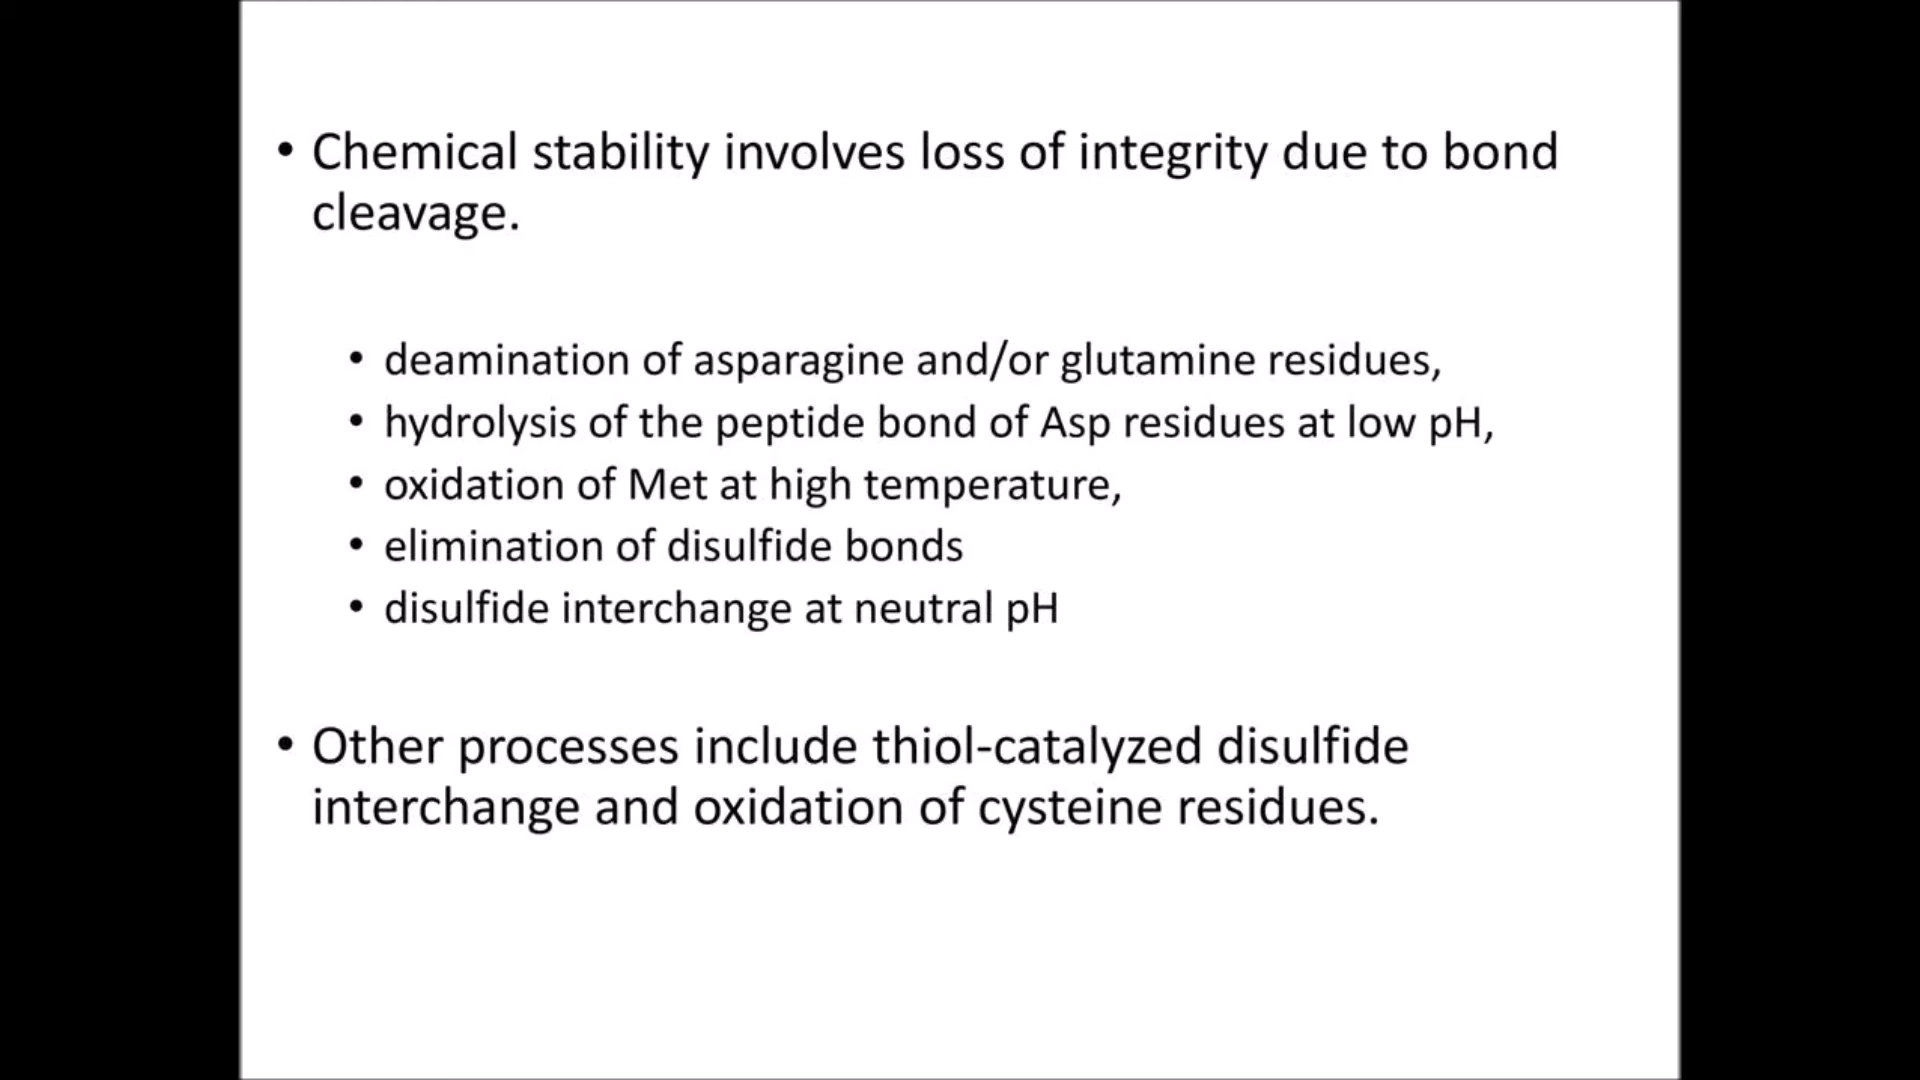 • Chemical stability involves loss of integrity due to bond
cleavage.
• deamination of asparagine and/or glutamine residues,
• hydrolysis of the peptide bond of Asp residues at low pH,
• oxidation of Met at high temperature,
• elimination of disulfide bonds
• disulfide interchange at neutral pH
• Other processes include thiol-catalyzed disulfide
interchange and oxidation of cysteine residues.